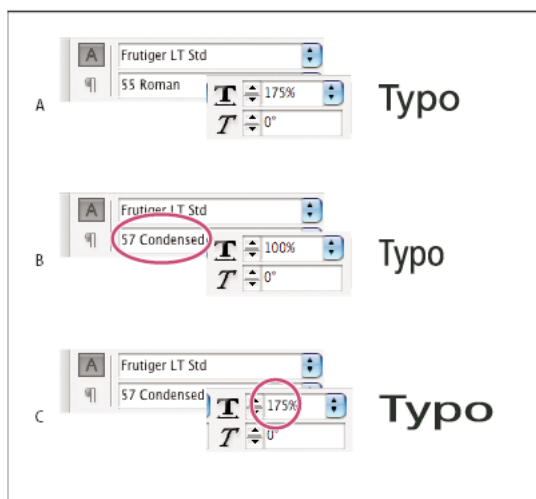 A
Frutiger LT Std
55 Roman
175%
0°
Typo
B
Frutiger LT Std
57 Condensed
100%
0°
Typo
C
Frutiger LT Std
57 Condensed
175%
0°
Typo